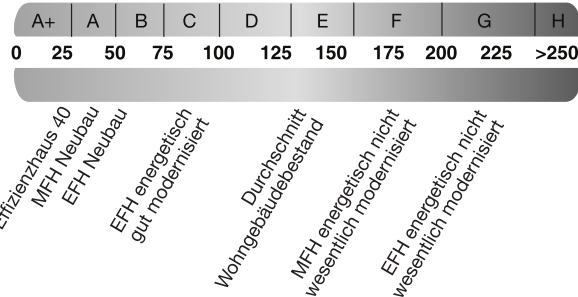 A+ A B C D E F G H
0 25 50 75 100 125 150 175 200 225 >250
Effizienzhaus 40
MFH Neubau
EFH Neubau
EFH energetisch
gut modernisiert
Durchschnitt
Wohngebäudebestand
MFH energetisch nicht
wesentlich modernisiert
EFH energetisch nicht
wesentlich modernisiert